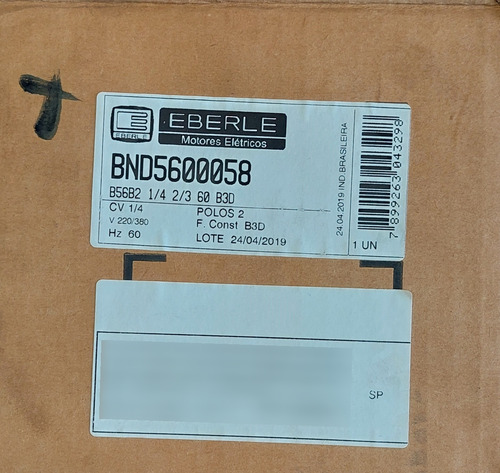 EBERLE
EBERLE
Motores Elétricos
BND5600058
B56B2 1/4 2/3 60 B3D
CV 1/4 POLOS 2
V 220/380 F. Const B3D
Hz 60 LOTE 24/04/2019
24.04.2019 IND.BRASILEIRA
7 899263 043298
1 UN
SP